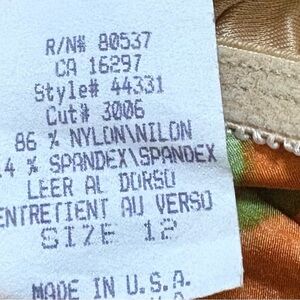 R/N# 80537
CA 16297
Style# 44331
Cut# 3006
86 % NYLON\NILON
4 % SPANDEX\SPANDEX
LEER AL DORSO
ENTRETIENT AU VERSO
SIZE 12
MADE IN U.S.A.